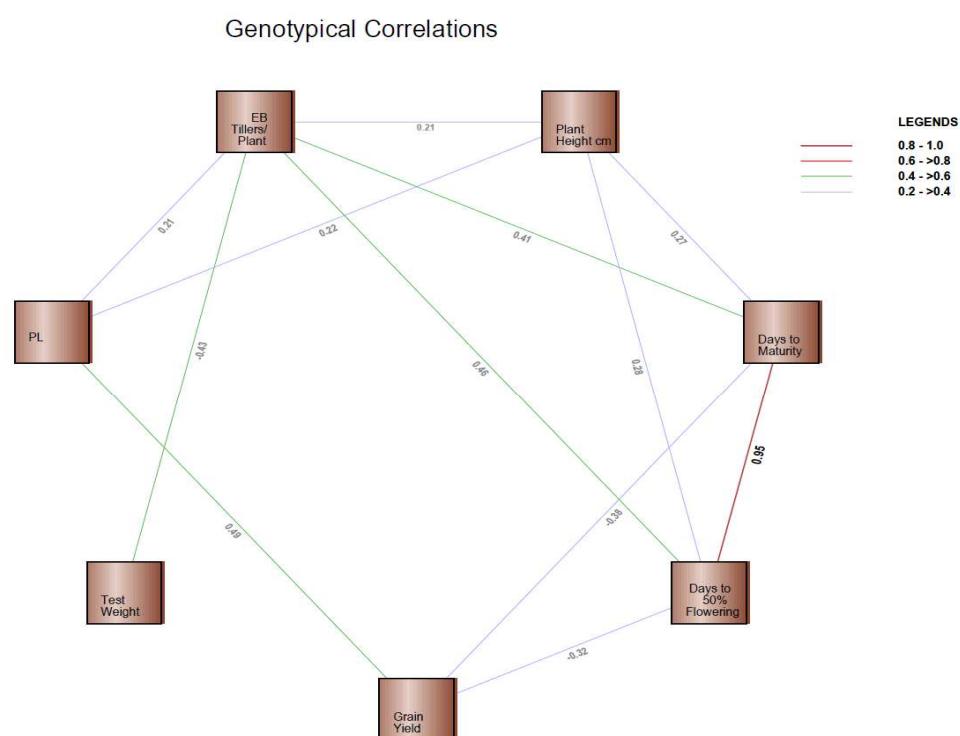 Genotypical Correlations
EB
Tillers/
Plant
0.21
Plant
Height cm
LEGENDS
0.8 - 1.0
0.6 - >0.8
0.4 - >0.6
0.2 - >0.4
0.21
0.22
0.41
0.27
PL
-0.43
0.46
0.28
Days to
Maturity
0.95
0.49
-0.38
Test
Weight
Days to
50%
Flowering
-0.32
Grain
Yield